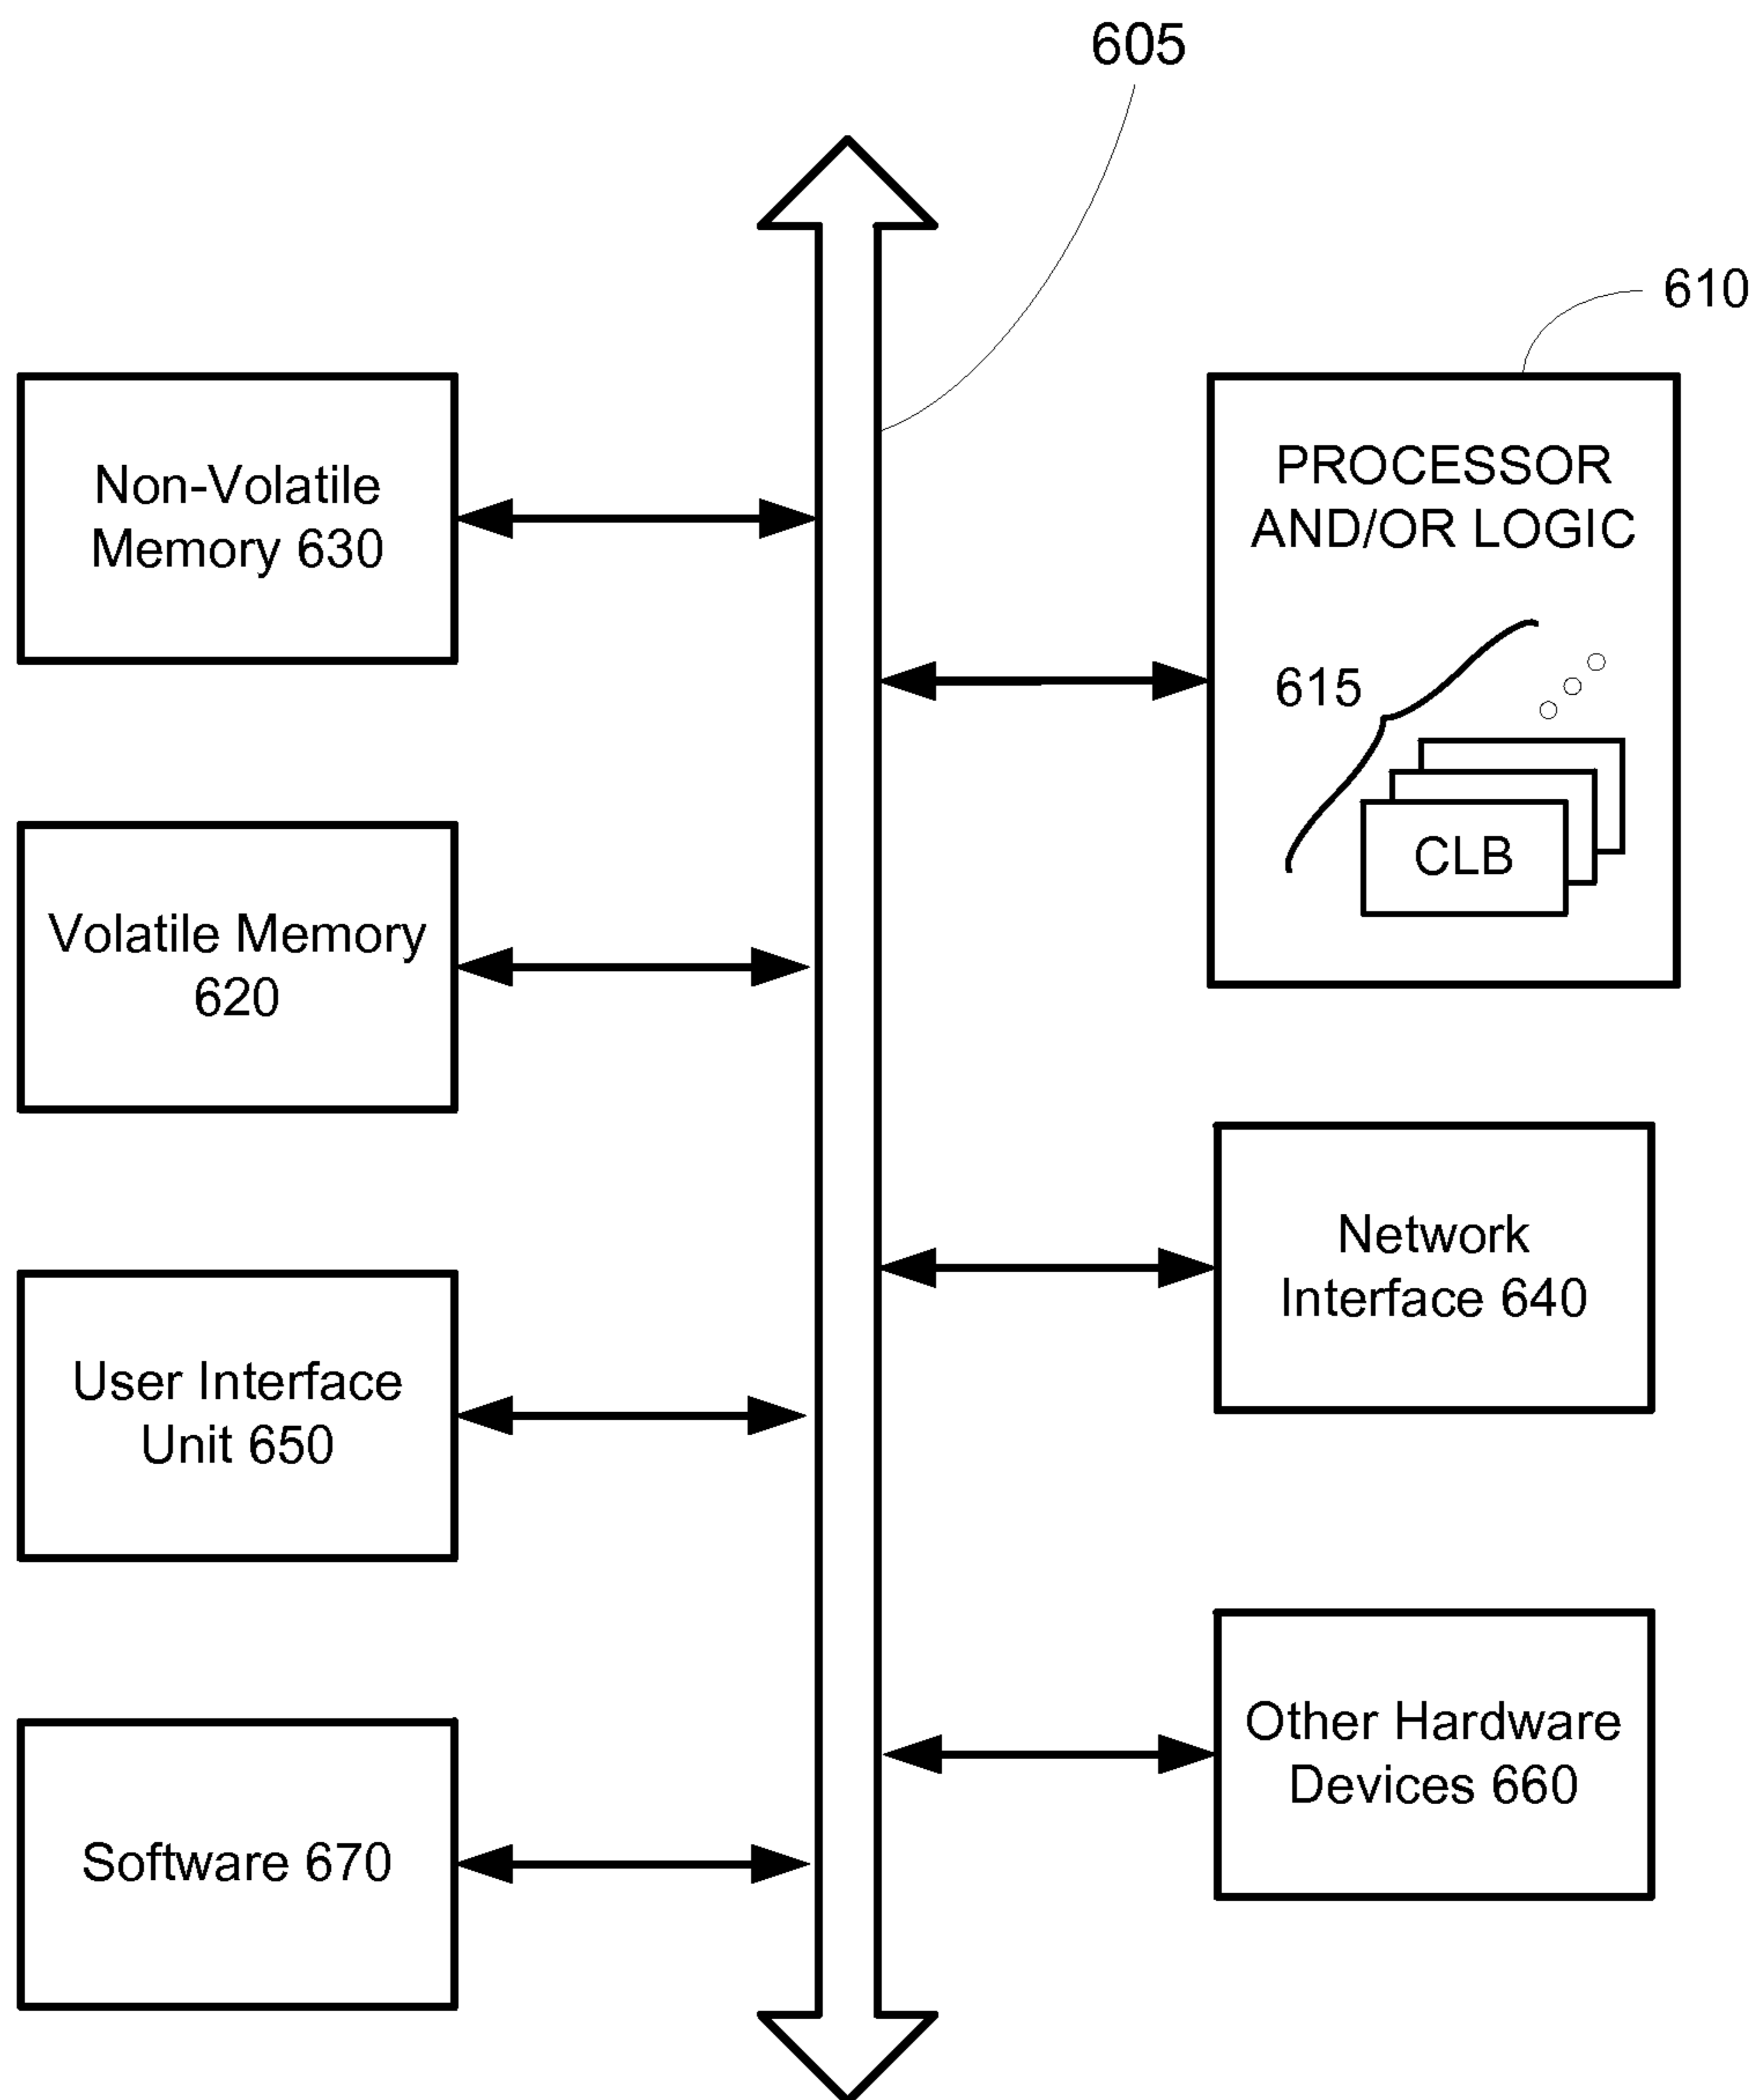 605
610
Non-Volatile
Memory 630
PROCESSOR
AND/OR LOGIC
615
CLB
Volatile Memory
620
Network
Interface 640
User Interface
Unit 650
Other Hardware
Devices 660
Software 670